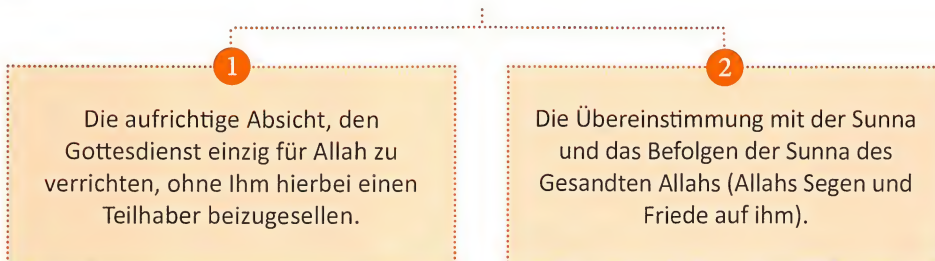 1
Die aufrichtige Absicht, den
Gottesdienst einzig für Allah zu
verrichten, ohne Ihm hierbei einen
Teilhaber beizugesellen.
2
Die Übereinstimmung mit der Sunna
und das Befolgen der Sunna des
Gesandten Allahs (Allahs Segen und
Friede auf ihm).